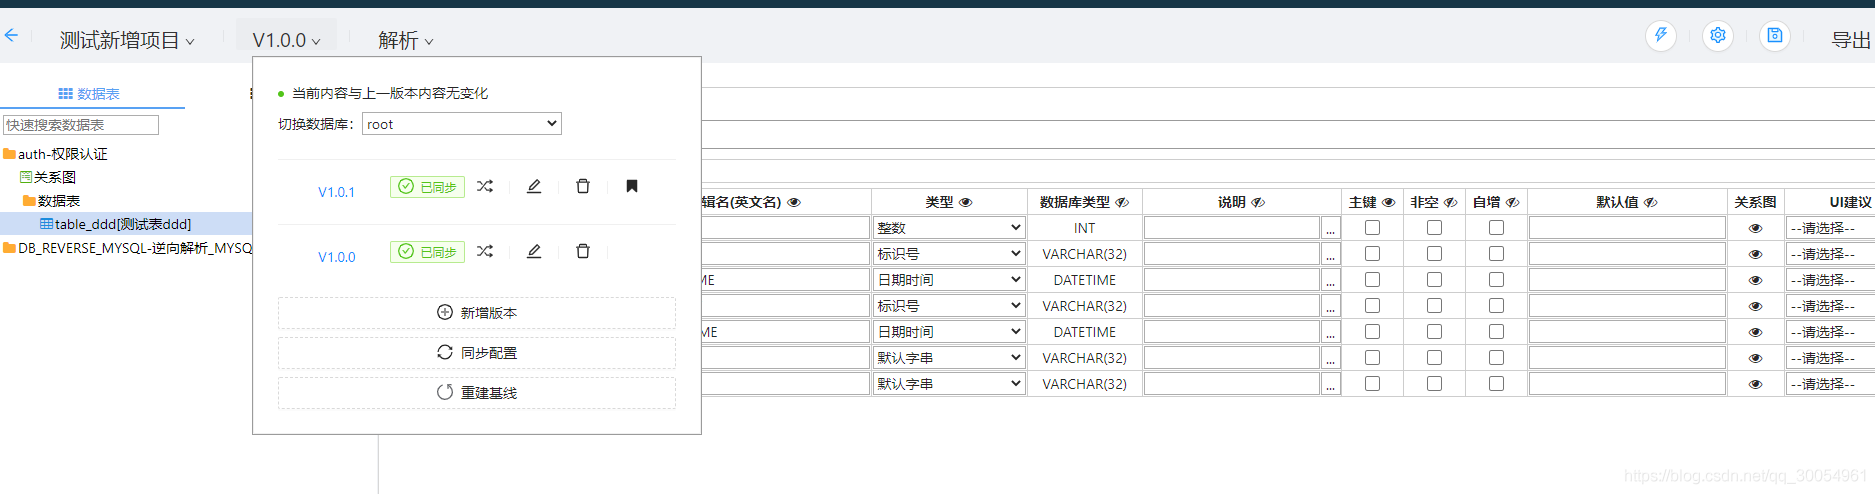 测试新增项目 V1.0.0 解析 导出
数据表
快速搜索数据表
auth-权限认证
关系图
数据表
table_ddd[测试表ddd]
DB_REVERSE_MYSQL-逆向解析_MYSQ
当前内容与上一版本内容无变化
切换数据库: root
V1.0.1 已同步
V1.0.0 已同步
新增版本
同步配置
重建基线
辑名(英文名) 类型 数据库类型 说明 主键 非空 自增 默认值 关系图 UI建议
整数 INT ... --请选择--
标识号 VARCHAR(32) ... --请选择--
ME 日期时间 DATETIME ... --请选择--
标识号 VARCHAR(32) ... --请选择--
ME 日期时间 DATETIME ... --请选择--
默认字串 VARCHAR(32) ... --请选择--
默认字串 VARCHAR(32) ... --请选择--
https://blog.csdn.net/qq_30054961